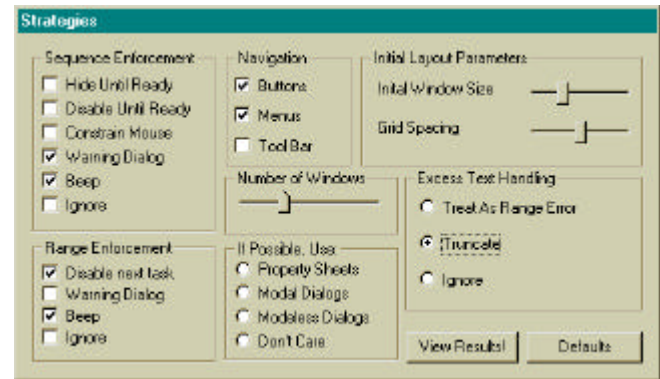 Strategies
Sequence Enforcement
Hide Until Ready
Disable Until Ready
Constrain Mouse
Warning Dialog
Beep
Ignore
Navigation
Buttons
Menus
Tool Bar
Initial Layout Parameters
Inital Window Size
Grid Spacing
Number of Windows
Excess Text Handling
Treat As Range Error
Truncate
Ignore
Range Enforcement
Disable next task
Warning Dialog
Beep
Ignore
If Possible, Use:
Property Sheets
Modal Dialogs
Modeless Dialogs
Don't Care
View Results!
Defaults